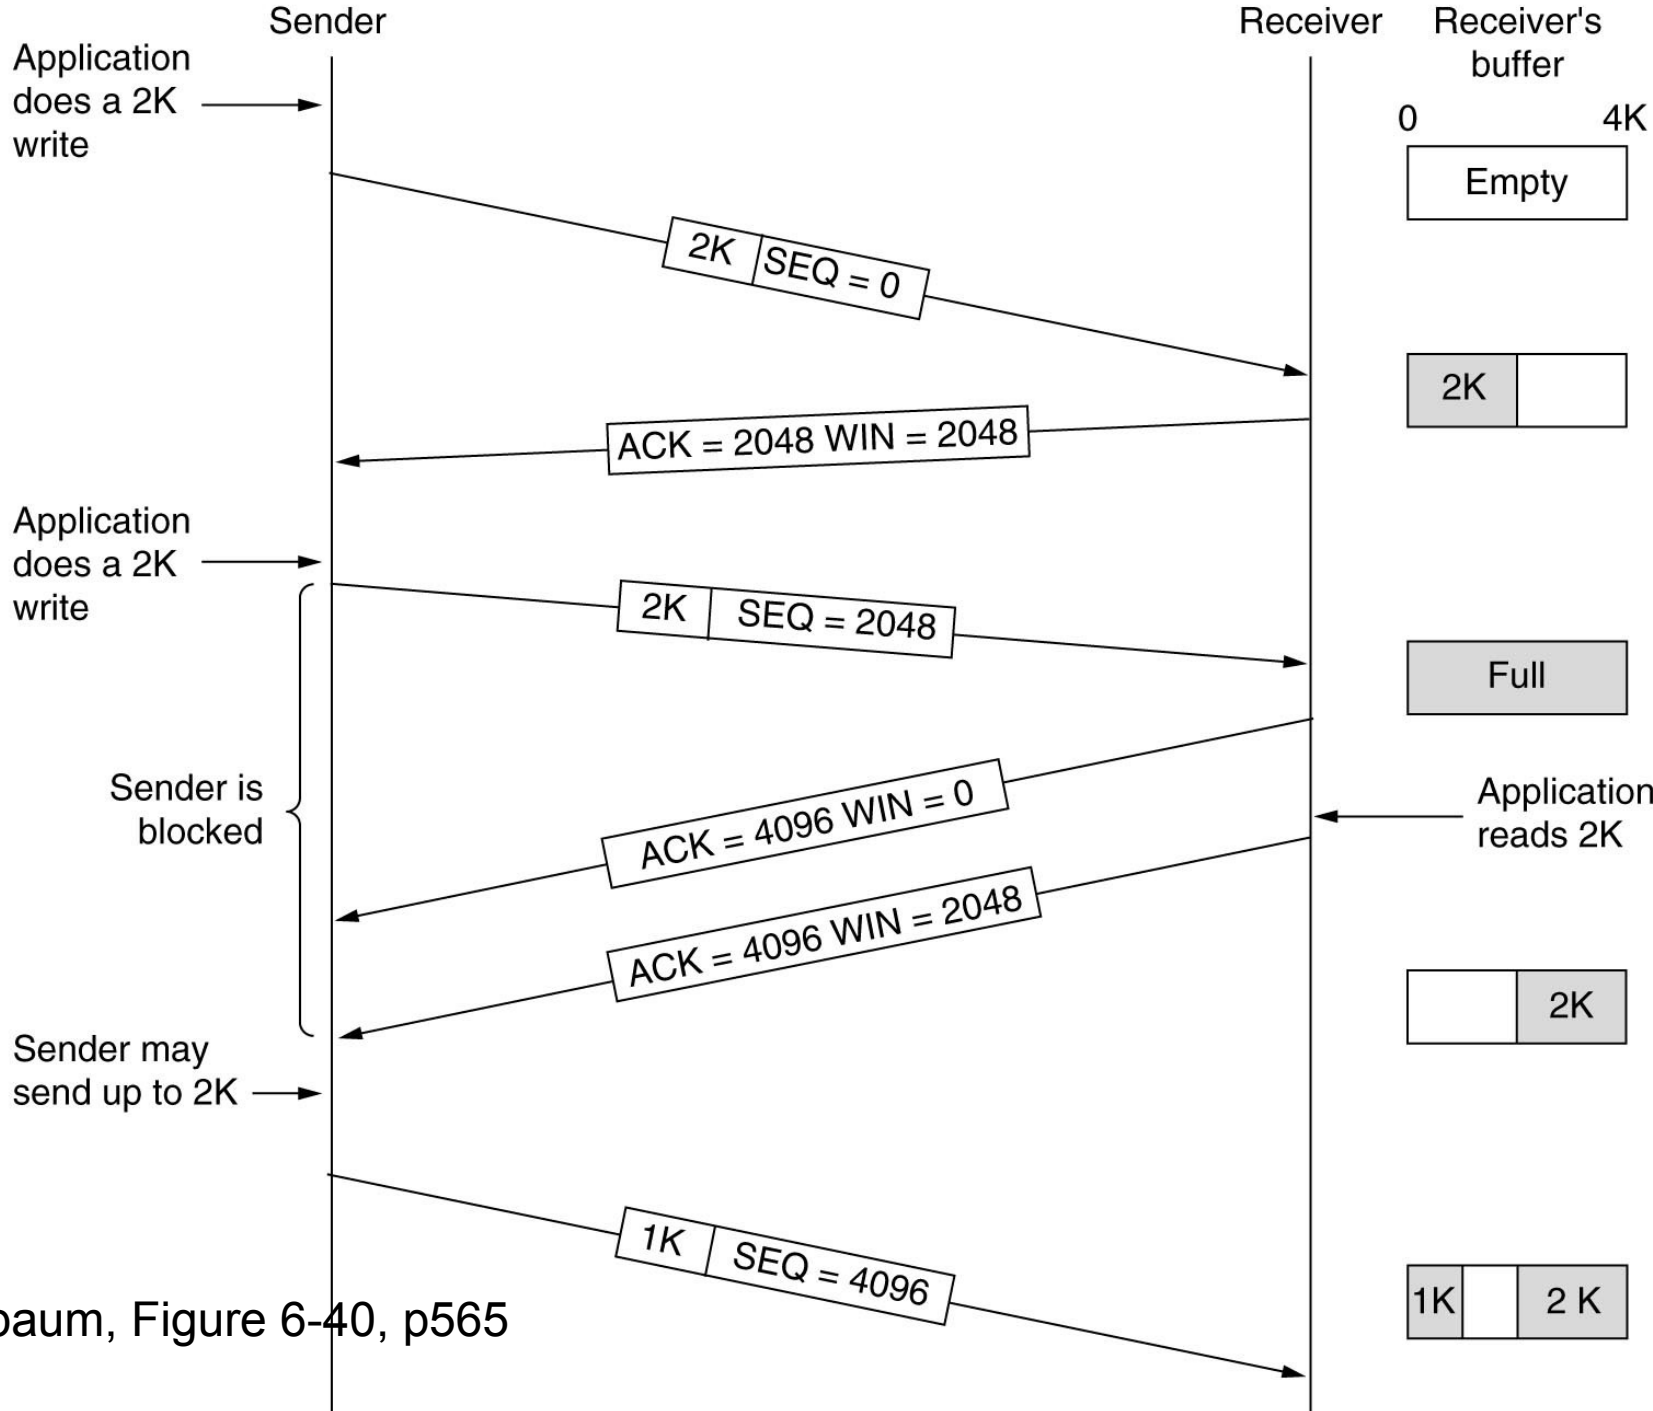 Sender
Receiver
Receiver's
buffer
Application
does a 2K
write
0
4K
Empty
2K
SEQ = 0
2K
ACK = 2048 WIN = 2048
Application
does a 2K
write
2K
SEQ = 2048
Full
Sender is
blocked
ACK = 4096 WIN = 0
Application
reads 2K
ACK = 4096 WIN = 2048
2K
Sender may
send up to 2K
1K
SEQ = 4096
1K
2 K
Figure 6-40, p565